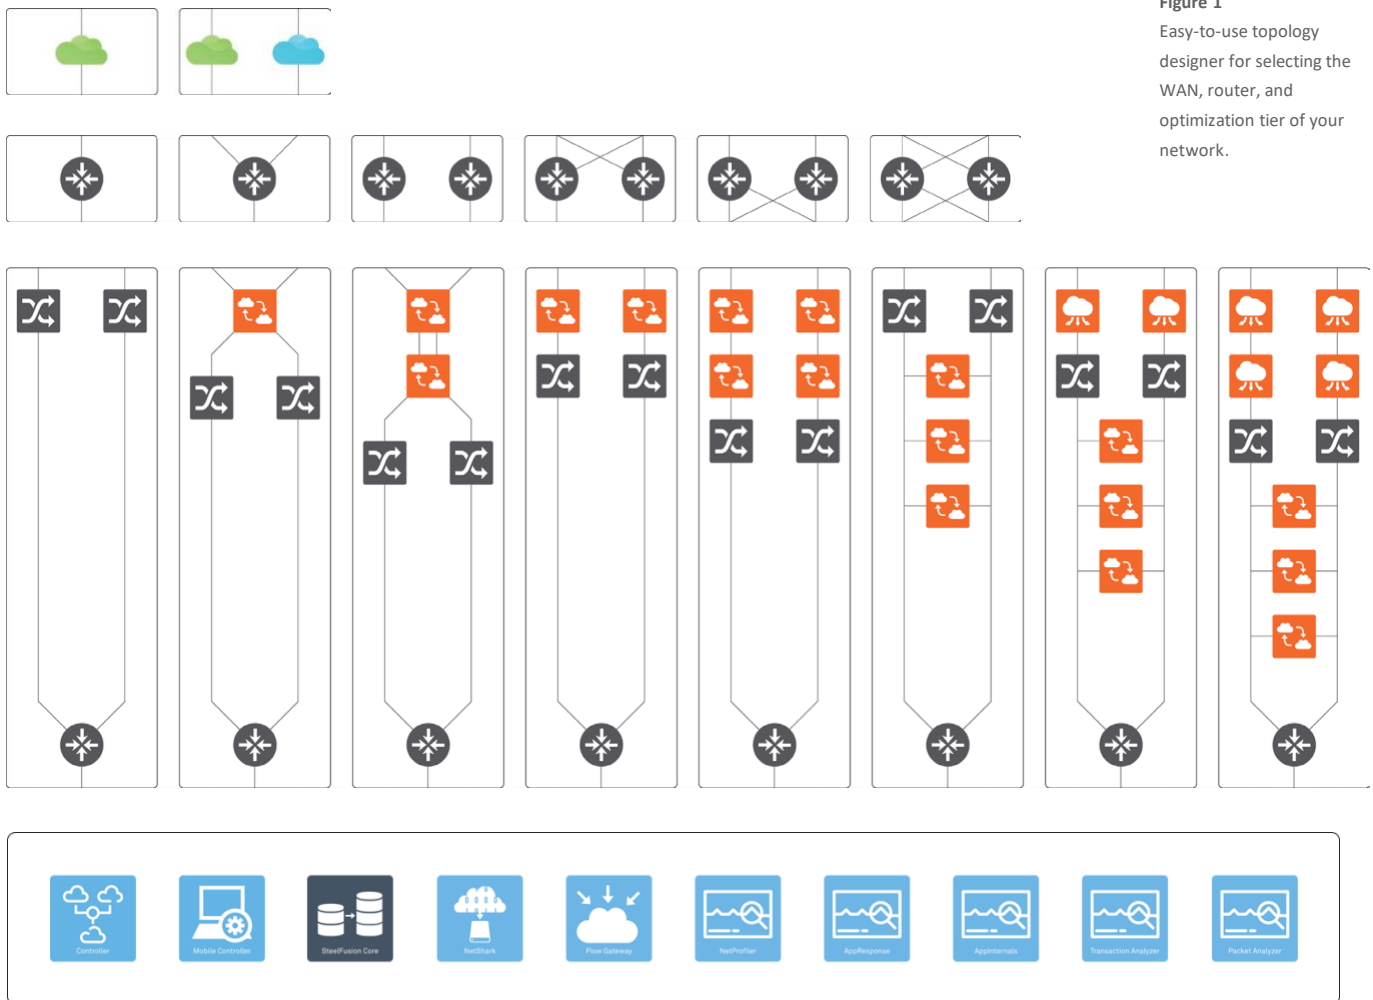 Figure 1
Easy-to-use topology
designer for selecting the
WAN, router, and
optimization tier of your
network.
Controller
Mobile Controller
SteelFusion Core
NetShark
Flow Gateway
NetProfiler
AppResponse
AppInternals
Transaction Analyzer
Packet Analyzer